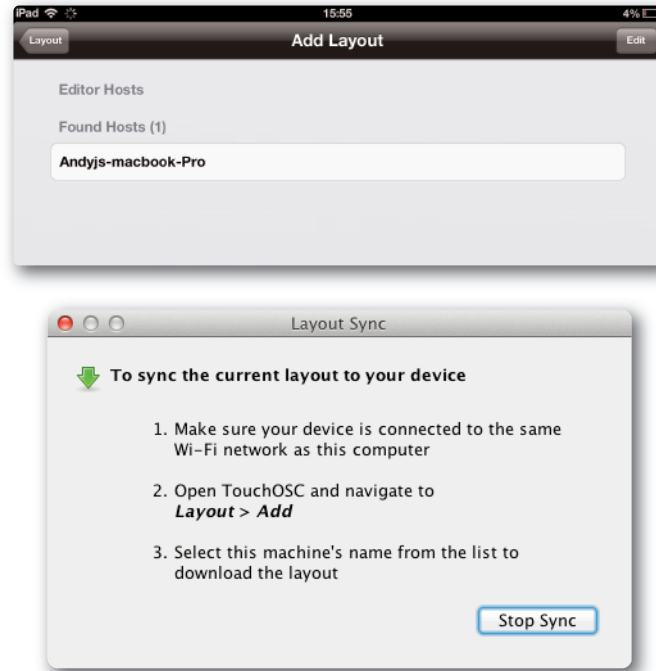 iPad 15:55 4%
Layout Add Layout Edit
Editor Hosts
Found Hosts (1)
Andyjs-macbook-Pro
Layout Sync
To sync the current layout to your device
1. Make sure your device is connected to the same
Wi-Fi network as this computer
2. Open TouchOSC and navigate to
Layout > Add
3. Select this machine's name from the list to
download the layout
Stop Sync